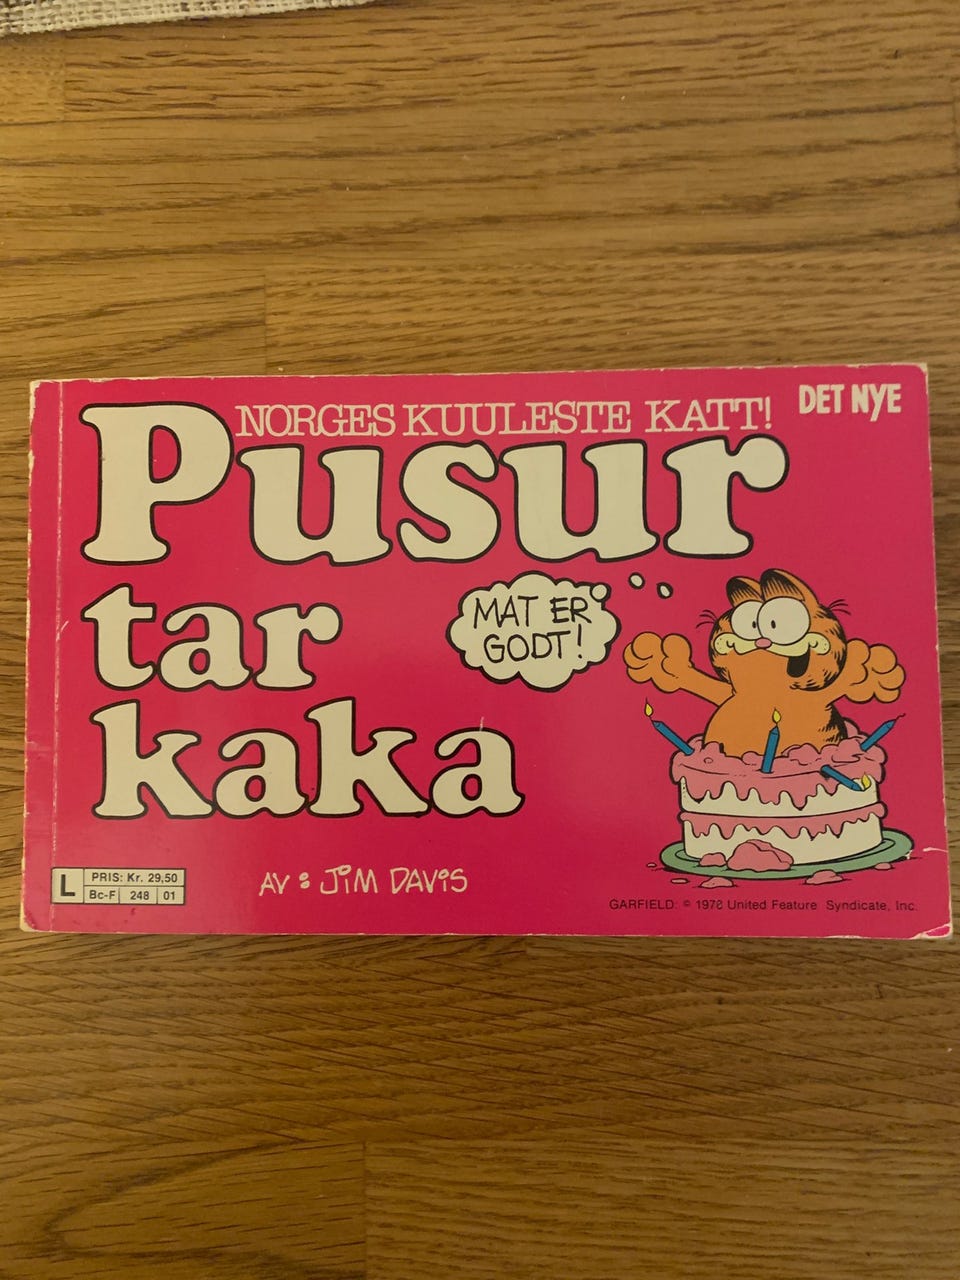 NORGES KUULESTE KATT!
DET NYE
Pusur
tar
kaka
MAT ER
GODT!
AV: JIM DAVIS
L
PRIS: Kr. 29,50
Bc-F 248 01
GARFIELD: © 1978 United Feature Syndicate, Inc.